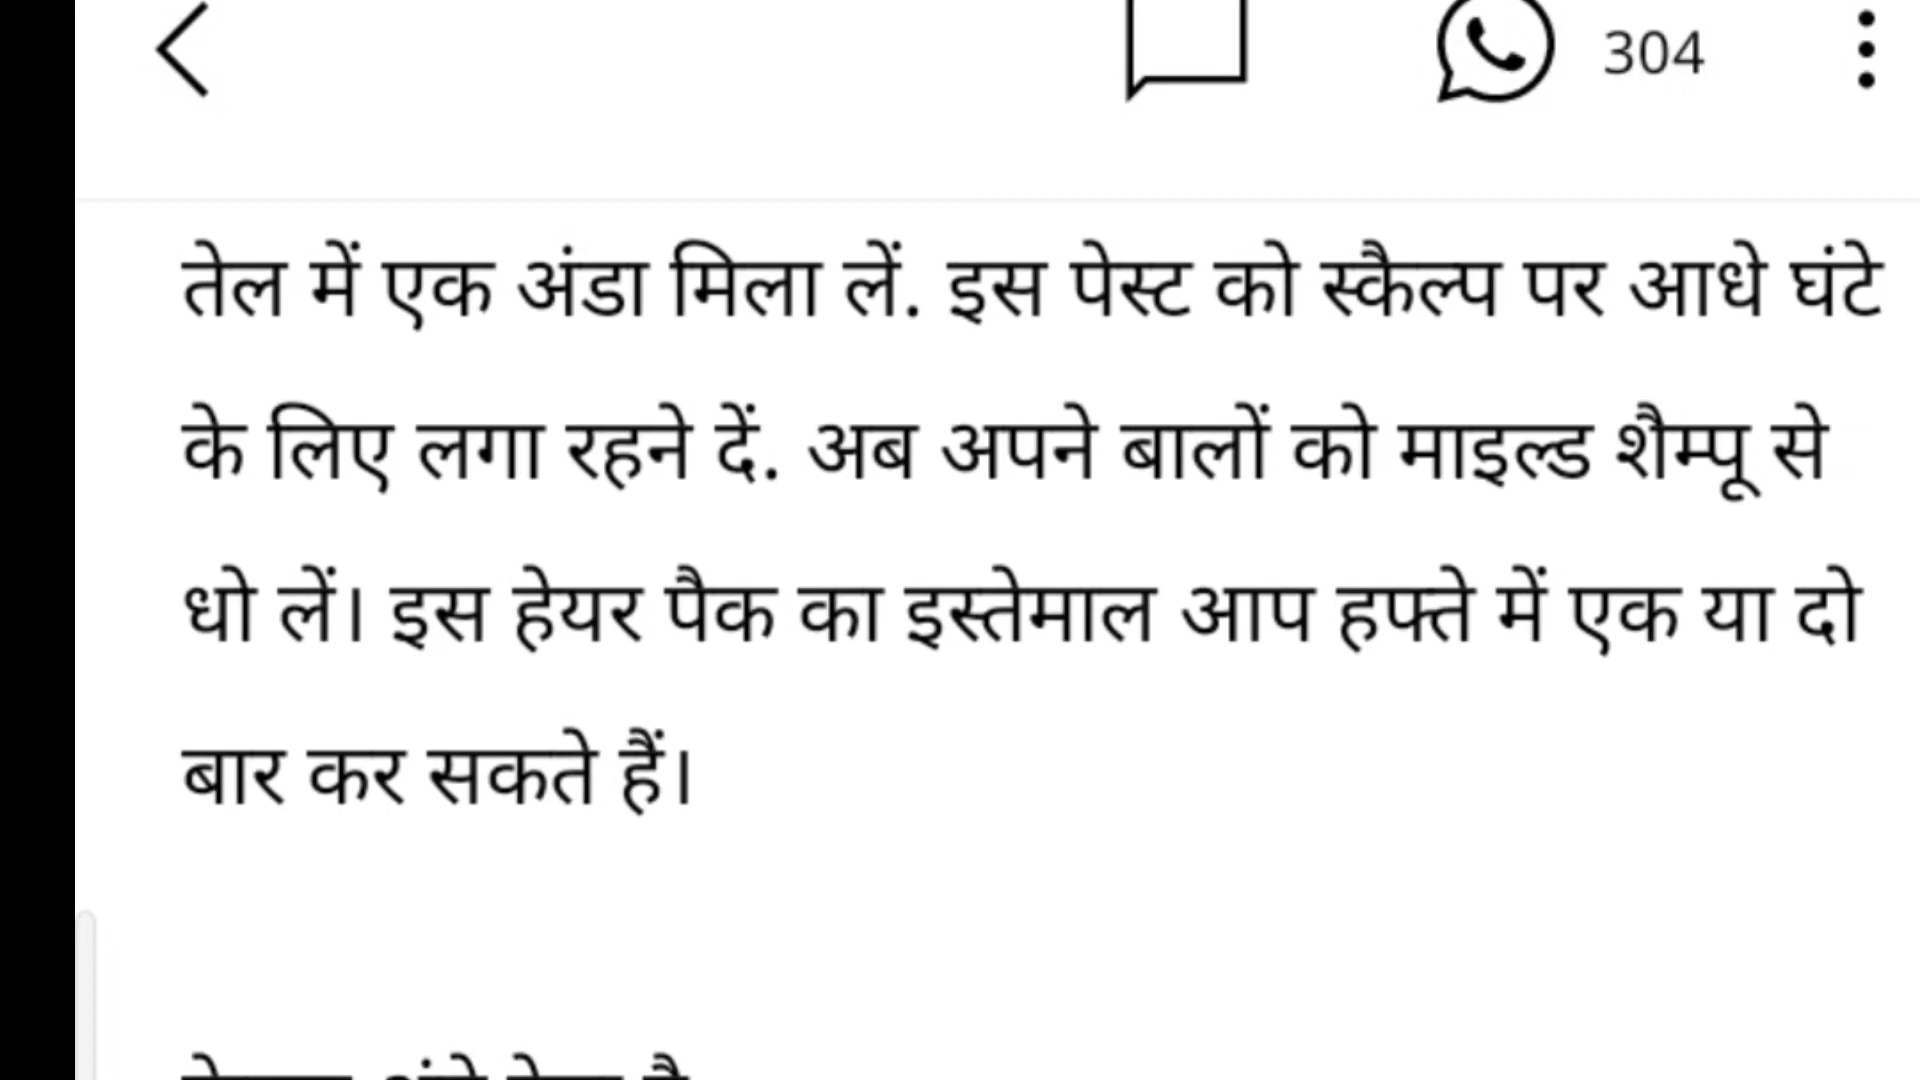 304
तेल में एक अंडा मिला लें. इस पेस्ट को स्कैल्प पर आधे घंटे
के लिए लगा रहने दें. अब अपने बालों को माइल्ड शैम्पू से
धो लें। इस हेयर पैक का इस्तेमाल आप हफ्ते में एक या दो
बार कर सकते हैं।